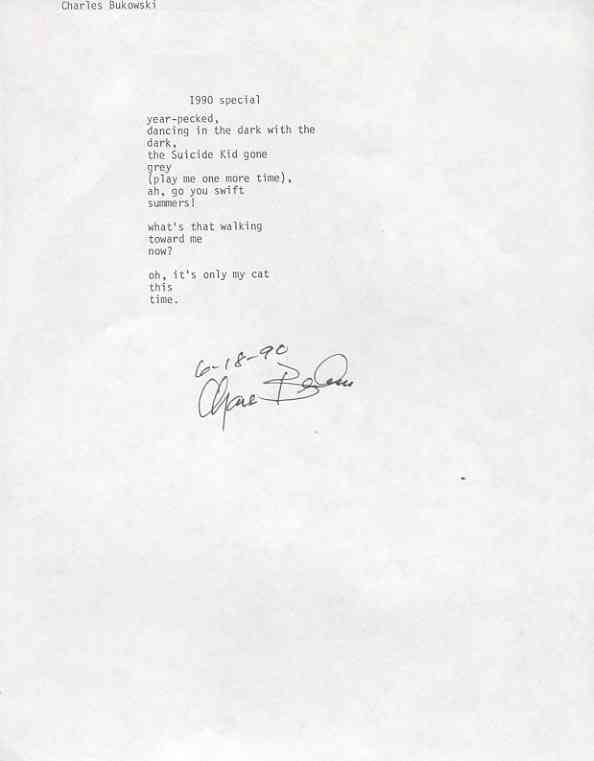 Charles Bukowski
1990 special
year-pecked,
dancing in the dark with the
dark,
the Suicide Kid gone
grey
(play me one more time),
ah, go you swift
summers!
what's that walking
toward me
now?
oh, it's only my cat
this
time.
6-18-90